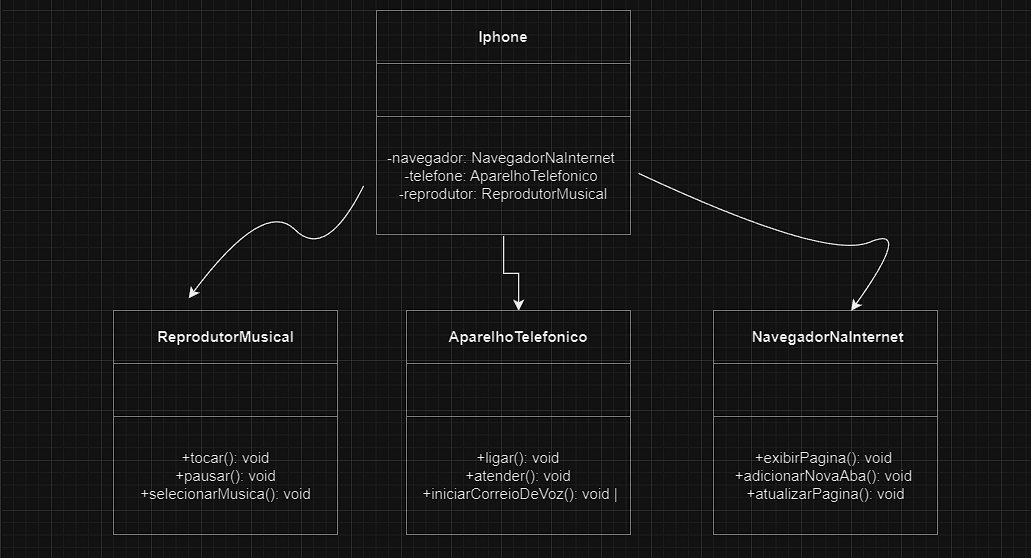 Iphone
-navegador: NavegadorNaInternet
-telefone: AparelhoTelefonico
-reprodutor: ReprodutorMusical
ReprodutorMusical
+tocar(): void
+pausar(): void
+selecionarMusica(): void
AparelhoTelefonico
+ligar(): void
+atender(): void
+iniciarCorreioDeVoz(): void |
NavegadorNaInternet
+exibirPagina(): void
+adicionarNovaAba(): void
+atualizarPagina(): void